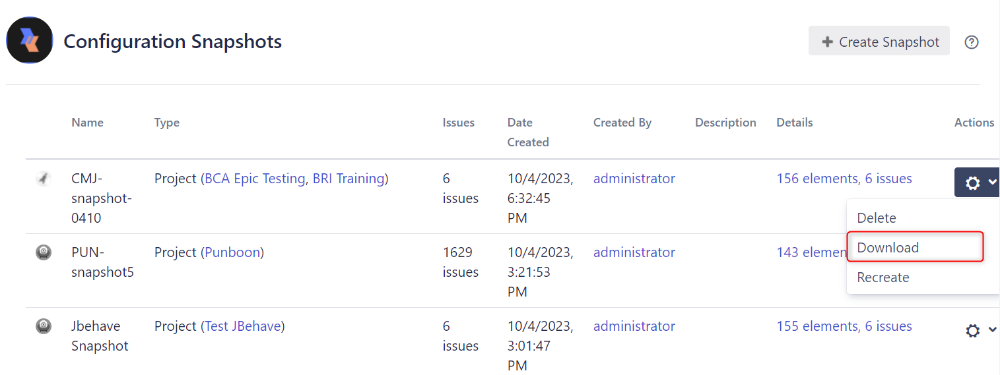 Configuration Snapshots
Create Snapshot
Name Type Issues Date Created By Description Details Actions
Created
CMJ- Project (BCA Epic Testing, BRI Training) 6 10/4/2023, administrator 156 elements, 6 issues
snapshot- issues 6:32:45
0410 PM
Delete
Download
Recreate
PUN- Project (Punboon) 1629 10/4/2023, administrator 143 elemen
snapshot5 issues 3:21:53
PM
Jbehave Project (Test JBehave) 6 10/4/2023, administrator 155 elements, 6 issues
Snapshot issues 3:01:47
PM